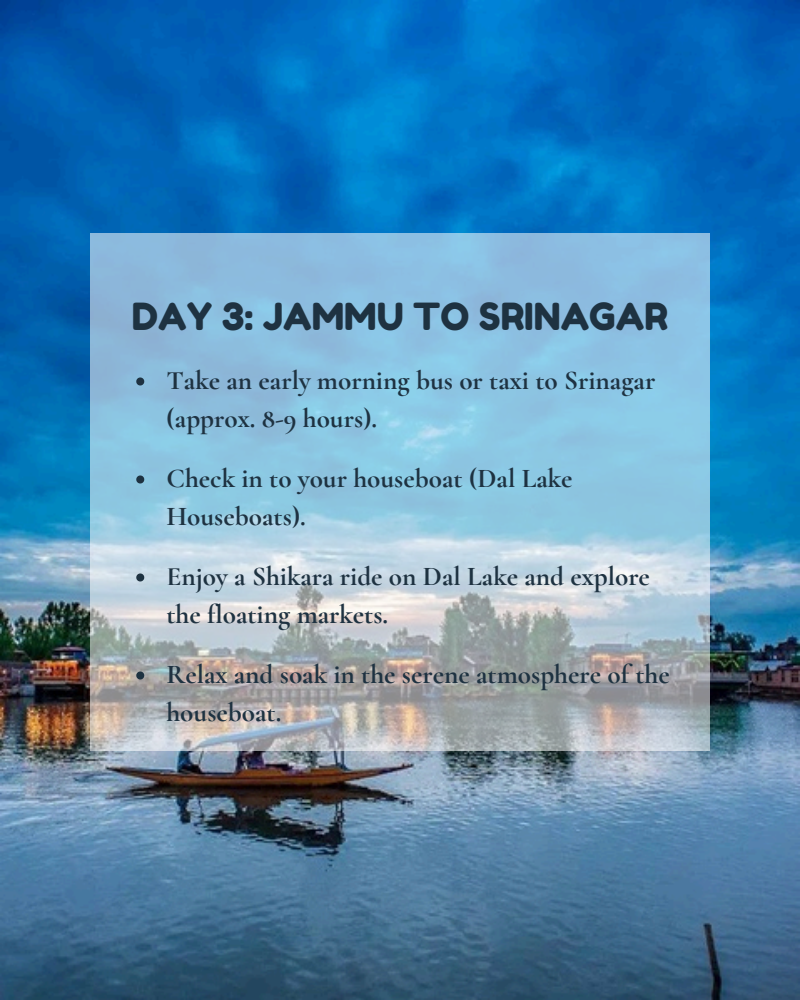 DAY 3: JAMMU TO SRINAGAR
• Take an early morning bus or taxi to Srinagar
(approx. 8-9 hours).
• Check in to your houseboat (Dal Lake
Houseboats).
• Enjoy a Shikara ride on Dal Lake and explore
the floating markets.
• Relax and soak in the serene atmosphere of the
houseboat.